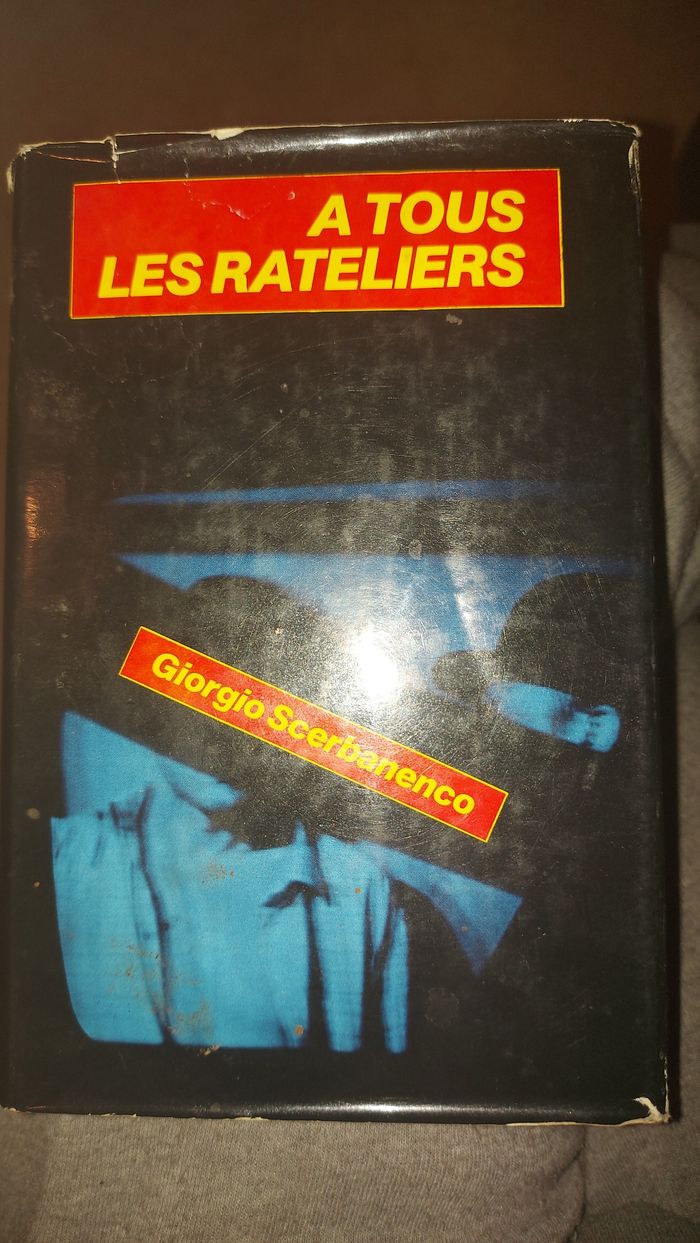 A TOUS
LES RATELIERS
Giorgio Scerbanenco